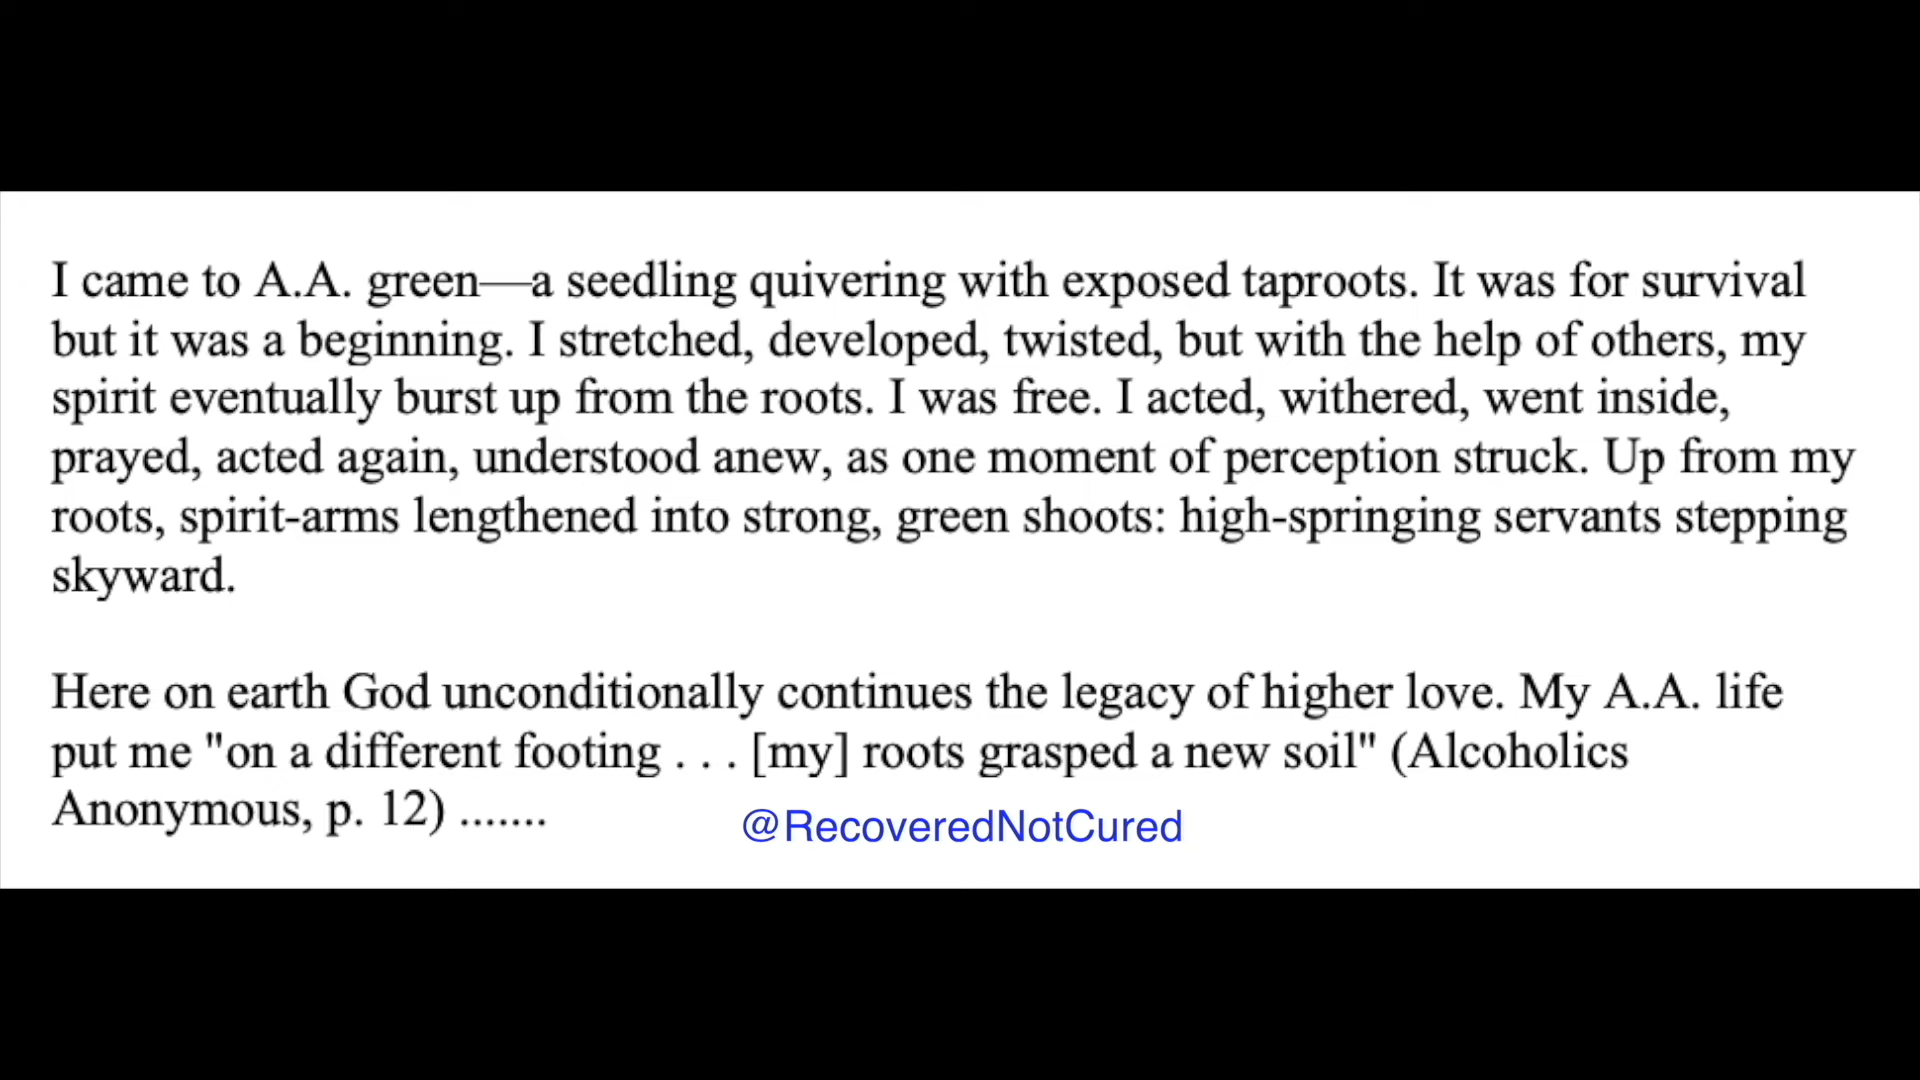 I came to A.A. green—a seedling quivering with exposed taproots. It was for survival
but it was a beginning. I stretched, developed, twisted, but with the help of others, my
spirit eventually burst up from the roots. I was free. I acted, withered, went inside,
prayed, acted again, understood anew, as one moment of perception struck. Up from my
roots, spirit-arms lengthened into strong, green shoots: high-springing servants stepping
skyward.
Here on earth God unconditionally continues the legacy of higher love. My A.A. life
put me "on a different footing . . . [my] roots grasped a new soil" (Alcoholics
Anonymous, p. 12) .......
@RecoveredNotCured